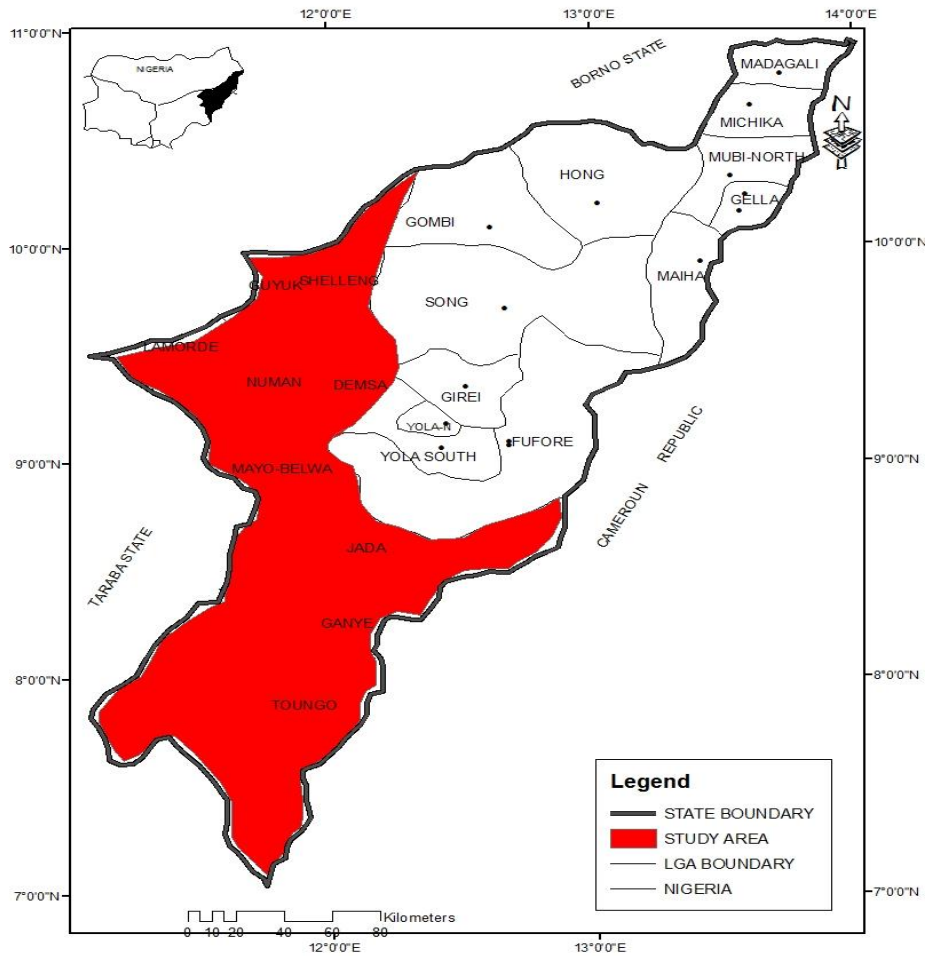 12°0'0"E 13°0'0"E 14°0'0"E
11°0'0"N
NIGERIA
BORNO STATE
MADAGALI
N
MICHIKA
MUBI-NORTH
HONG
GELLA
GOMBI
10°0'0"N 10°0'0"N
MAIHA
GUYUK SHELLENG
SONG
LAMORDE
NUMAN DEMSA
GIREI
YOLA-N
FUFORE
YOLA SOUTH
9°0'0"N 9°0'0"N
MAYO-BELWA
CAMEROUN REPUBLIC
TARABA STATE
JADA
GANYE
8°0'0"N 8°0'0"N
TOUNGO
Legend
STATE BOUNDARY
STUDY AREA
LGA BOUNDARY
NIGERIA
7°0'0"N 7°0'0"N
Kilometers
0 10 20 40 60 80
12°0'0"E 13°0'0"E